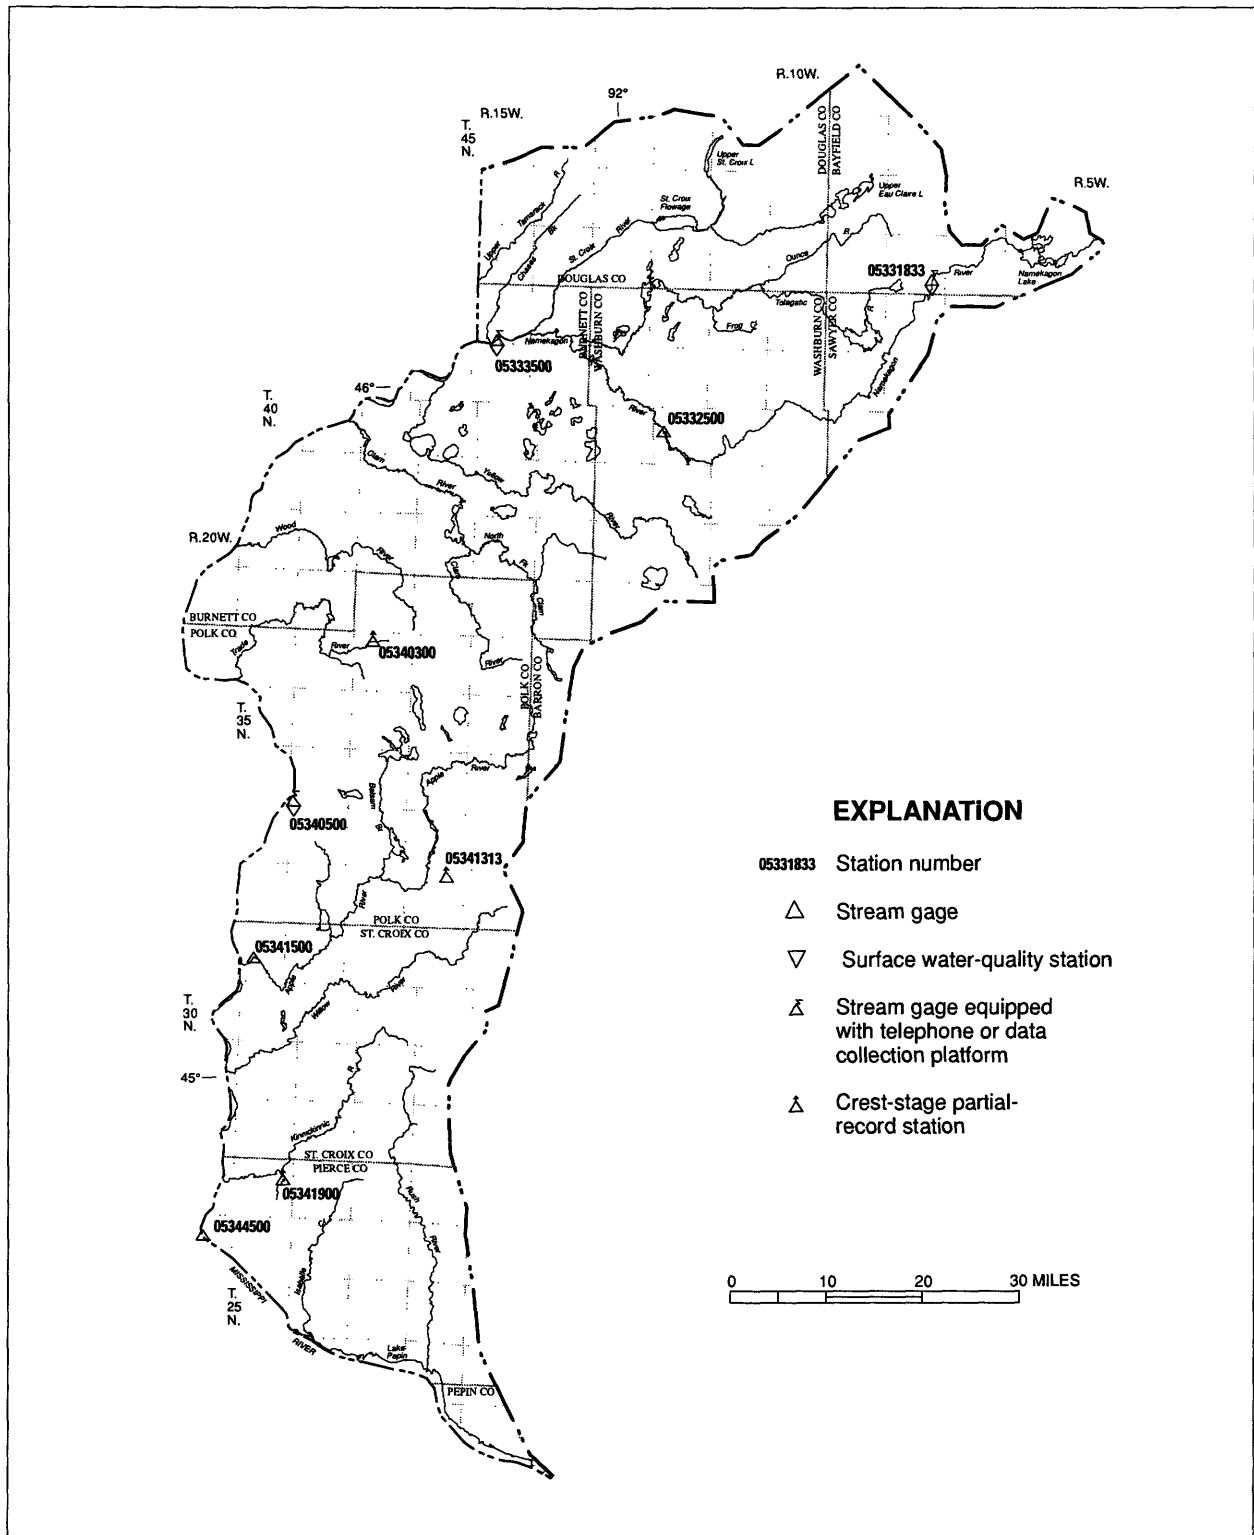 R.10W.
92°
R.15W.
T.
45
N.
DOUGLAS CO
BAYFIELD CO
Upper
St. Croix L
R.5W.
Upper
Eau Claire L
R
Upper
Tamarack
St. Croix
Flowage
Bk
Chases
St. Croix
River
R
Ounce
05331833
River
Namekagon
Lake
DOUGLAS CO
BURNETT CO
WASHBURN CO
Totagatic
R
Frog
WASHBURN CO
SAWYER CO
Namekagon
05333500
46°
T.
40
N.
Namekagon
River
05332500
Clam
River
Yellow
River
R.20W.
Wood
River
North
Fk
Clam
Clam
BURNETT CO
POLK CO
Trade
River
05340300
River
POLK CO
BARRON CO
T.
35
N.
Apple
River
Balsam
R
05340500
05341313
River
POLK CO
ST. CROIX CO
05341500
Apple
Willow
River
T.
30
N.
45°
R
Kinnickinnic
ST. CROIX CO
PIERCE CO
05341900
Rush
River
05344500
MISSISSIPPI
RIVER
T.
25
N.
Isabelle
Lake
Pepin
PEPIN CO
EXPLANATION
05331833 Station number
Stream gage
Surface water-quality station
Stream gage equipped
with telephone or data
collection platform
Crest-stage partial-
record station
0 10 20 30 MILES